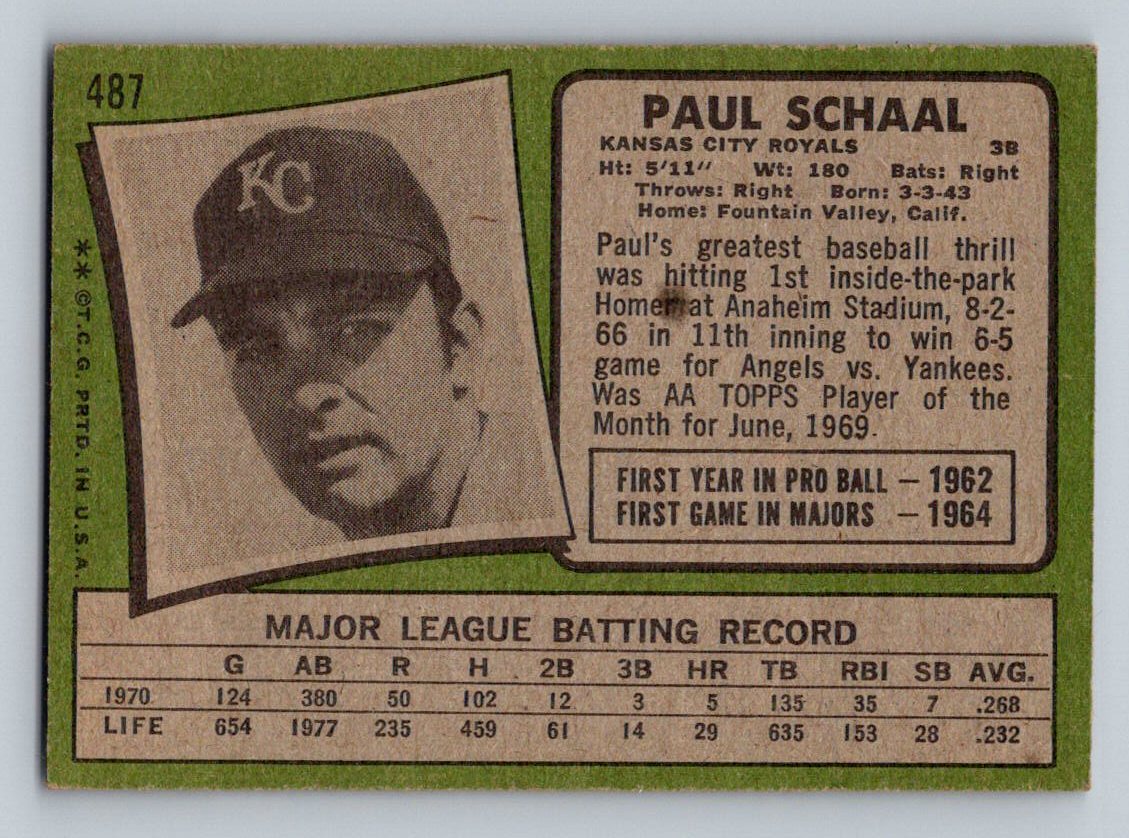 487
KC
PAUL SCHAAL
KANSAS CITY ROYALS 3B
Ht: 5'11" Wt: 180 Bats: Right
Throws: Right Born: 3-3-43
Home: Fountain Valley, Calif.
Paul's greatest baseball thrill
was hitting 1st inside-the-park
Homer at Anaheim Stadium, 8-2-
66 in 11th inning to win 6-5
game for Angels vs. Yankees.
Was AA TOPPS Player of the
Month for June, 1969.
FIRST YEAR IN PRO BALL — 1962
FIRST GAME IN MAJORS — 1964
**©T.C.G. PRTD. IN U.S.A.
MAJOR LEAGUE BATTING RECORD
G AB R H 2B 3B HR TB RBI SB AVG.
1970 124 380 50 102 12 3 5 135 35 7 .268
LIFE 654 1977 235 459 61 14 29 635 153 28 .232